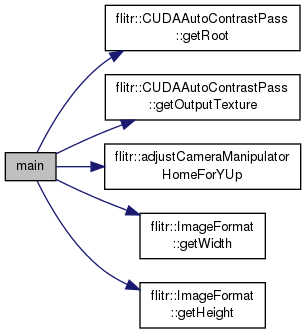 flitr::CUDAAutoContrastPass
::getRoot
flitr::CUDAAutoContrastPass
::getOutputTexture
main
flitr::adjustCameraManipulator
HomeForYUp
flitr::ImageFormat
::getWidth
flitr::ImageFormat
::getHeight